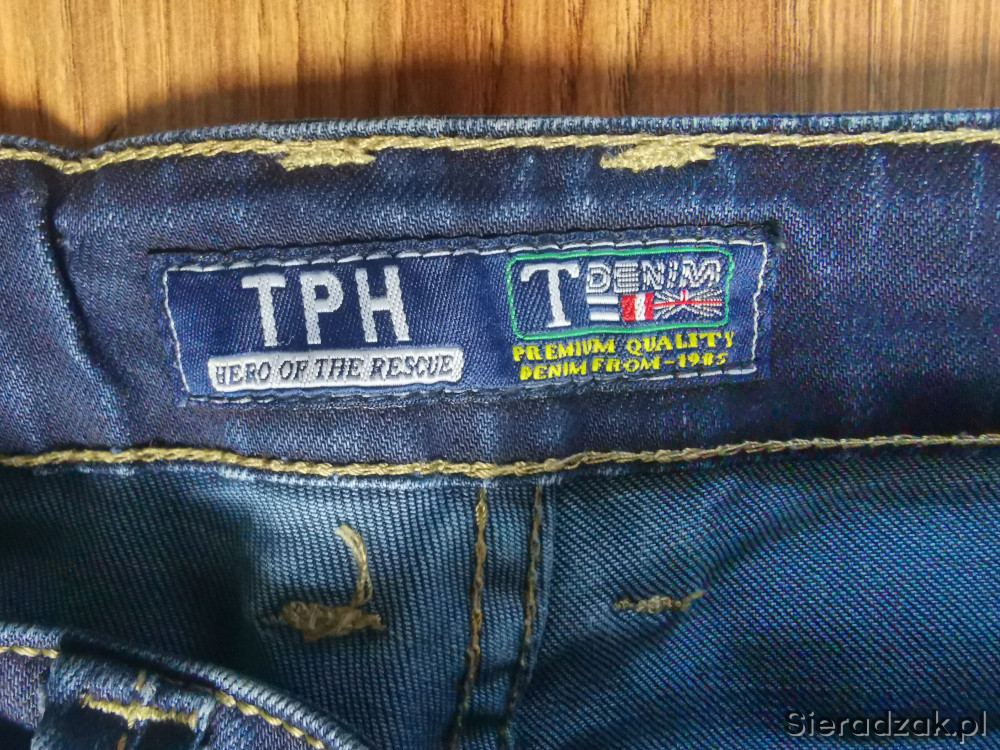 TPH
HERO OF THE RESCUE
T DENIM
PREMIUM QUALITY
DENIM FROM-1985
Sieradzak.pl